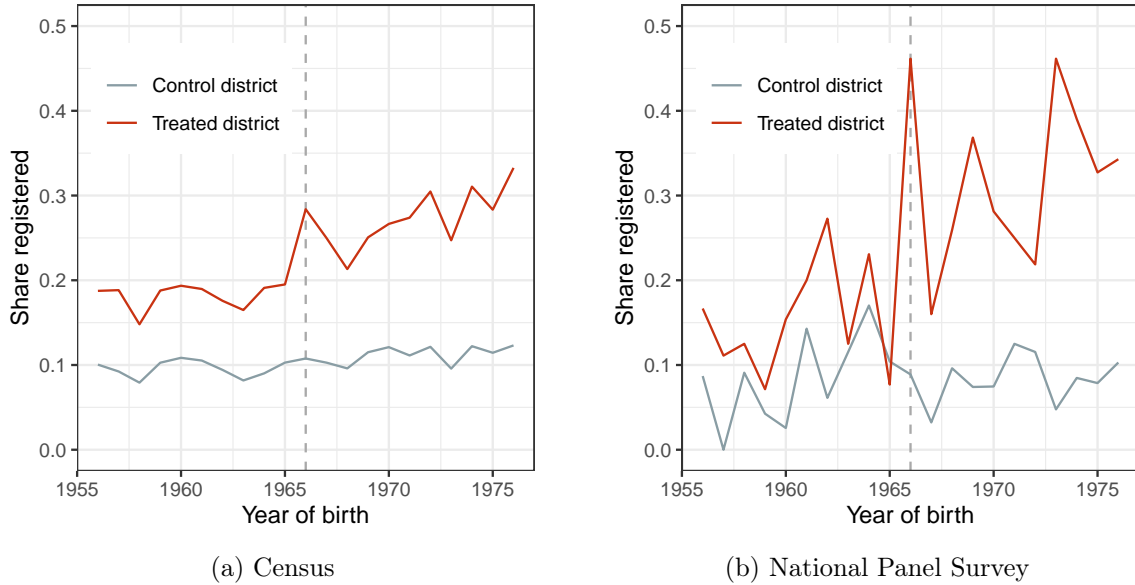 0.5
0.4
0.3
0.2
0.1
0.0
Share registered
Control district
Treated district
1955 1960 1965 1970 1975
Year of birth
(a) Census
0.5
0.4
0.3
0.2
0.1
0.0
Share registered
Control district
Treated district
1955 1960 1965 1970 1975
Year of birth
(b) National Panel Survey